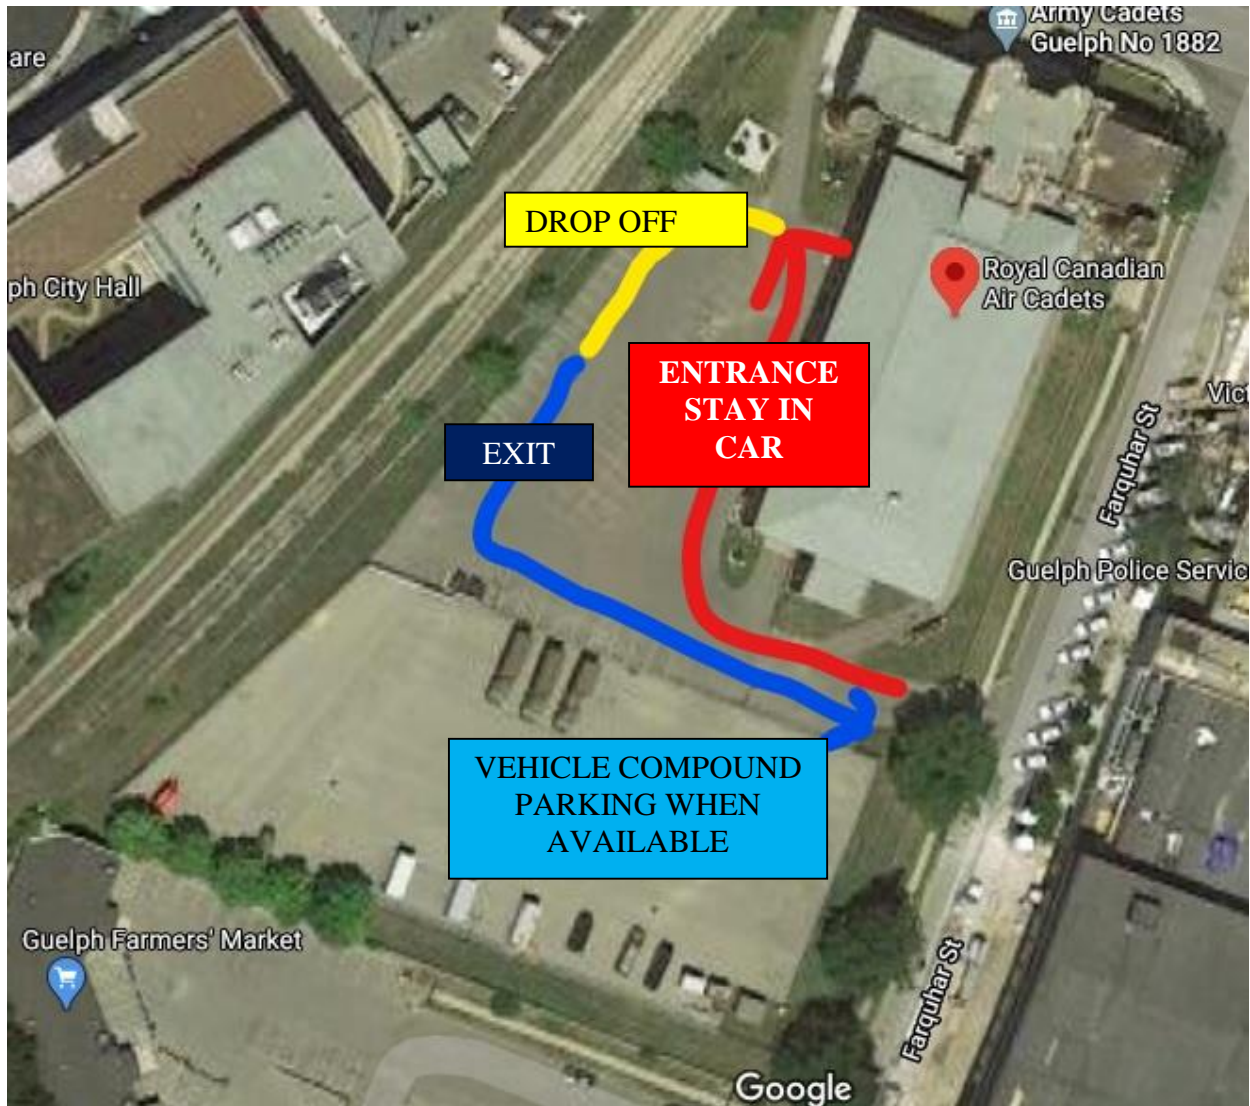 Army Cadets
Guelph No 1882
are
DROP OFF
Royal Canadian
Air Cadets
ph City Hall
ENTRANCE
STAY IN
CAR
Vict
EXIT
Farquhar St
Guelph Police Servic
VEHICLE COMPOUND
PARKING WHEN
AVAILABLE
Guelph Farmers' Market
Farquhar St
Google